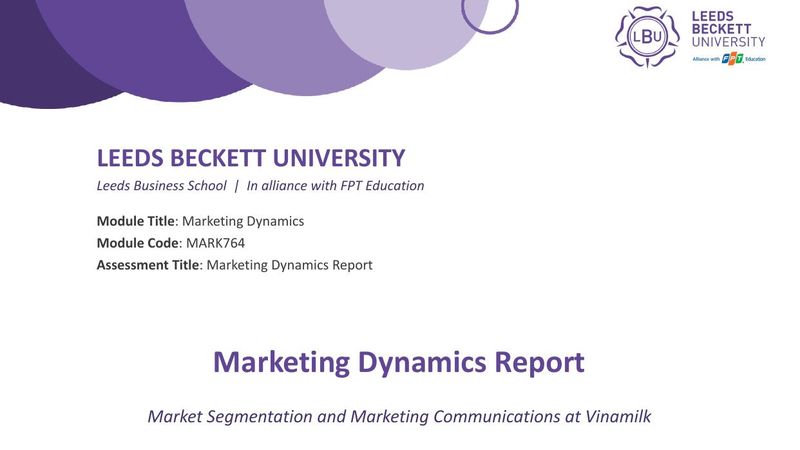 LBU
LEEDS
BECKETT
UNIVERSITY
Alliance with FPT Education
LEEDS BECKETT UNIVERSITY
Leeds Business School | In alliance with FPT Education
Module Title: Marketing Dynamics
Module Code: MARK764
Assessment Title: Marketing Dynamics Report
Marketing Dynamics Report
Market Segmentation and Marketing Communications at Vinamilk